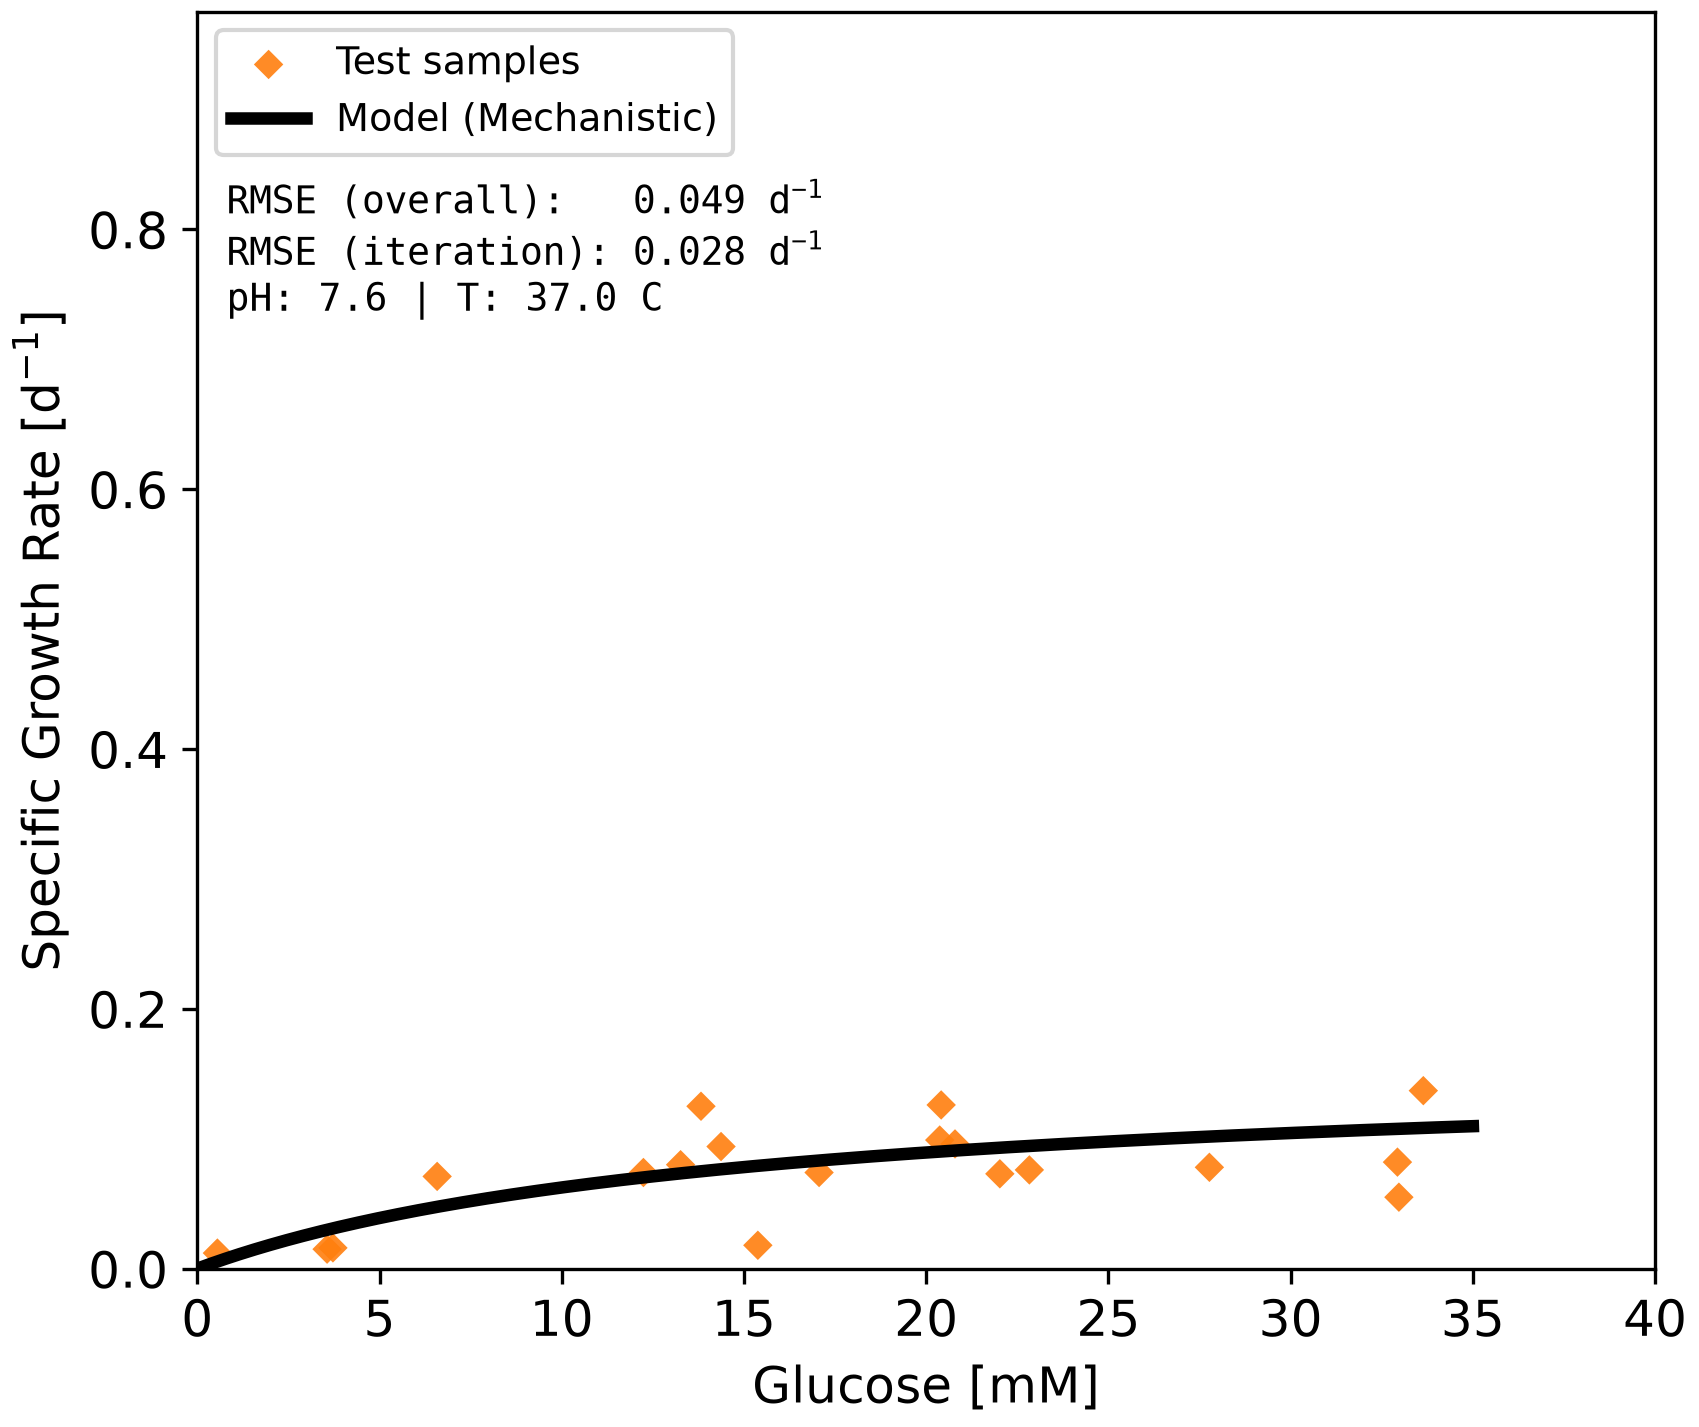 Test samples
Model (Mechanistic)
RMSE (overall):   0.049 d⁻¹
RMSE (iteration): 0.028 d⁻¹
pH: 7.6 | T: 37.0 C
Specific Growth Rate [d⁻¹]
0.8
0.6
0.4
0.2
0.0
0 5 10 15 20 25 30 35 40
Glucose [mM]